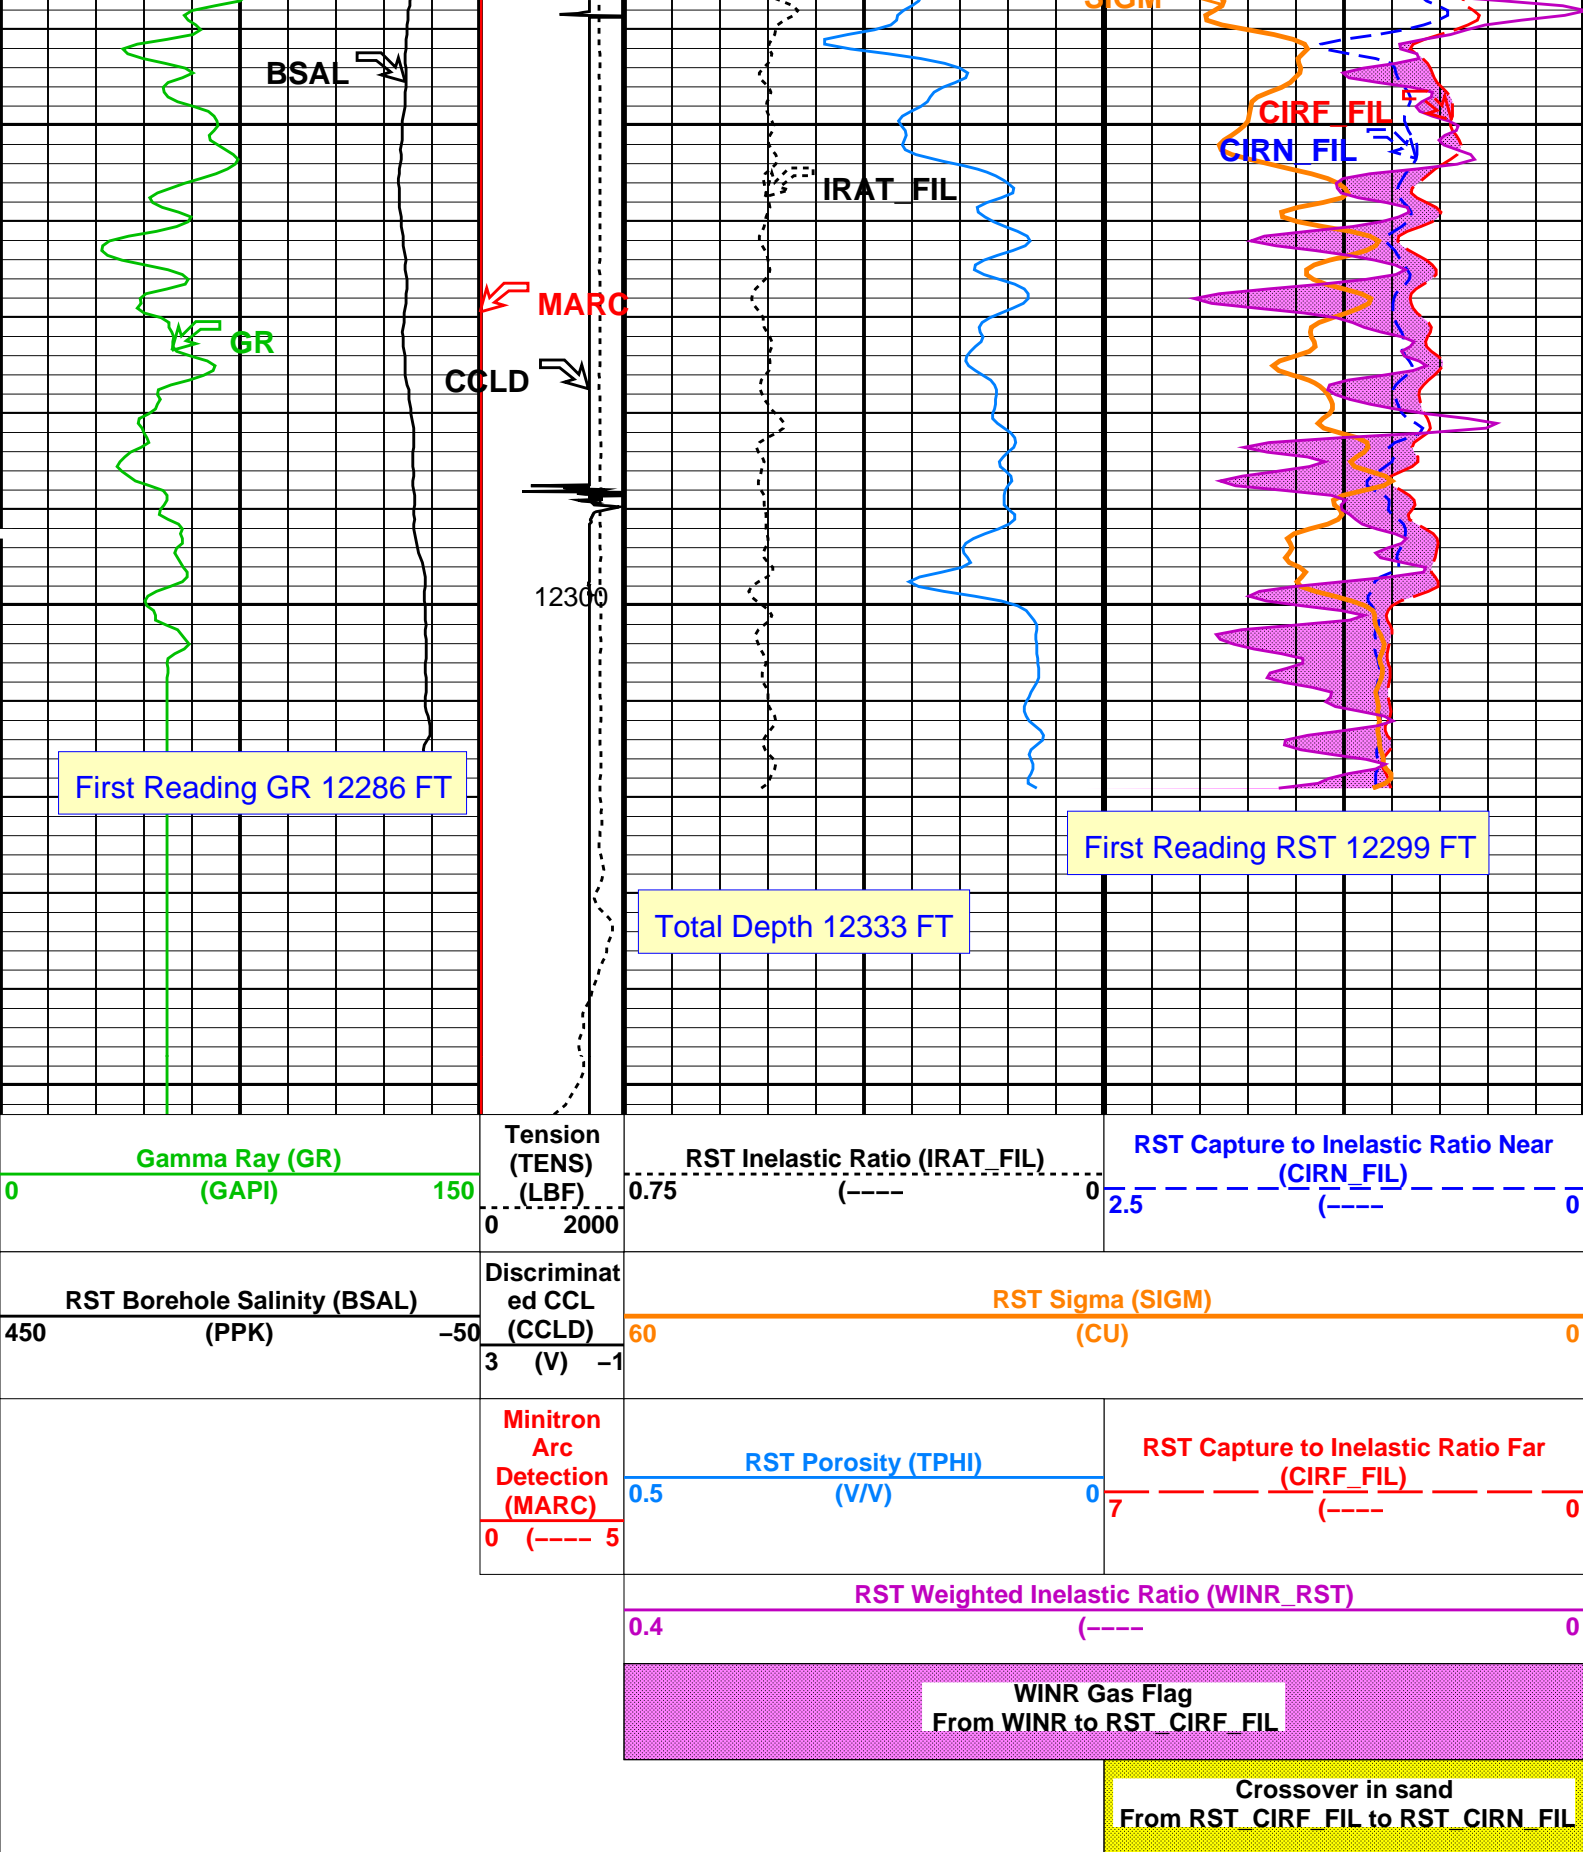 SIGM
BSAL
CIRF_FIL
CIRN_FIL
IRAT_FIL
MARC
GR
CCLD
12300
First Reading GR 12286 FT
First Reading RST 12299 FT
Total Depth 12333 FT
Gamma Ray (GR)
(GAPI)
0
150
Tension
(TENS)
(LBF)
0
2000
RST Inelastic Ratio (IRAT_FIL)
0.75
(----
0
RST Capture to Inelastic Ratio Near
(CIRN_FIL)
2.5
(----
0
RST Borehole Salinity (BSAL)
450
(PPK)
-50
Discriminat
ed CCL
(CCLD)
3
(V)
-1
RST Sigma (SIGM)
60
(CU)
0
Minitron
Arc
Detection
(MARC)
0
(----
5
RST Porosity (TPHI)
0.5
(V/V)
0
RST Capture to Inelastic Ratio Far
(CIRF_FIL)
7
(----
0
RST Weighted Inelastic Ratio (WINR_RST)
0.4
(----
0
WINR Gas Flag
From WINR to RST_CIRF_FIL
Crossover in sand
From RST_CIRF_FIL to RST_CIRN_FIL